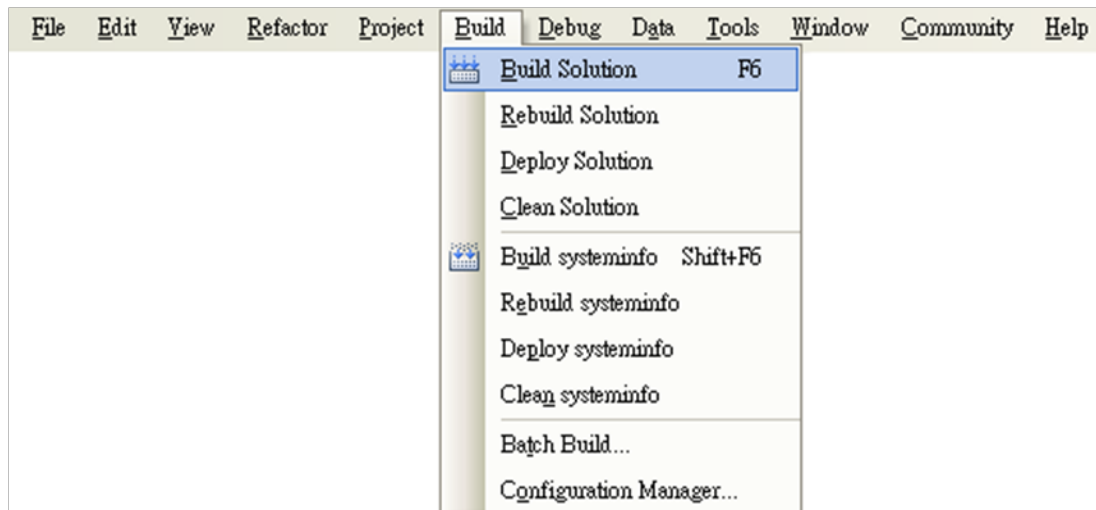 File Edit View Refactor Project Build Debug Data Tools Window Community Help
Build Solution F6
Rebuild Solution
Deploy Solution
Clean Solution
Build systeminfo Shift+F6
Rebuild systeminfo
Deploy systeminfo
Clean systeminfo
Batch Build...
Configuration Manager...